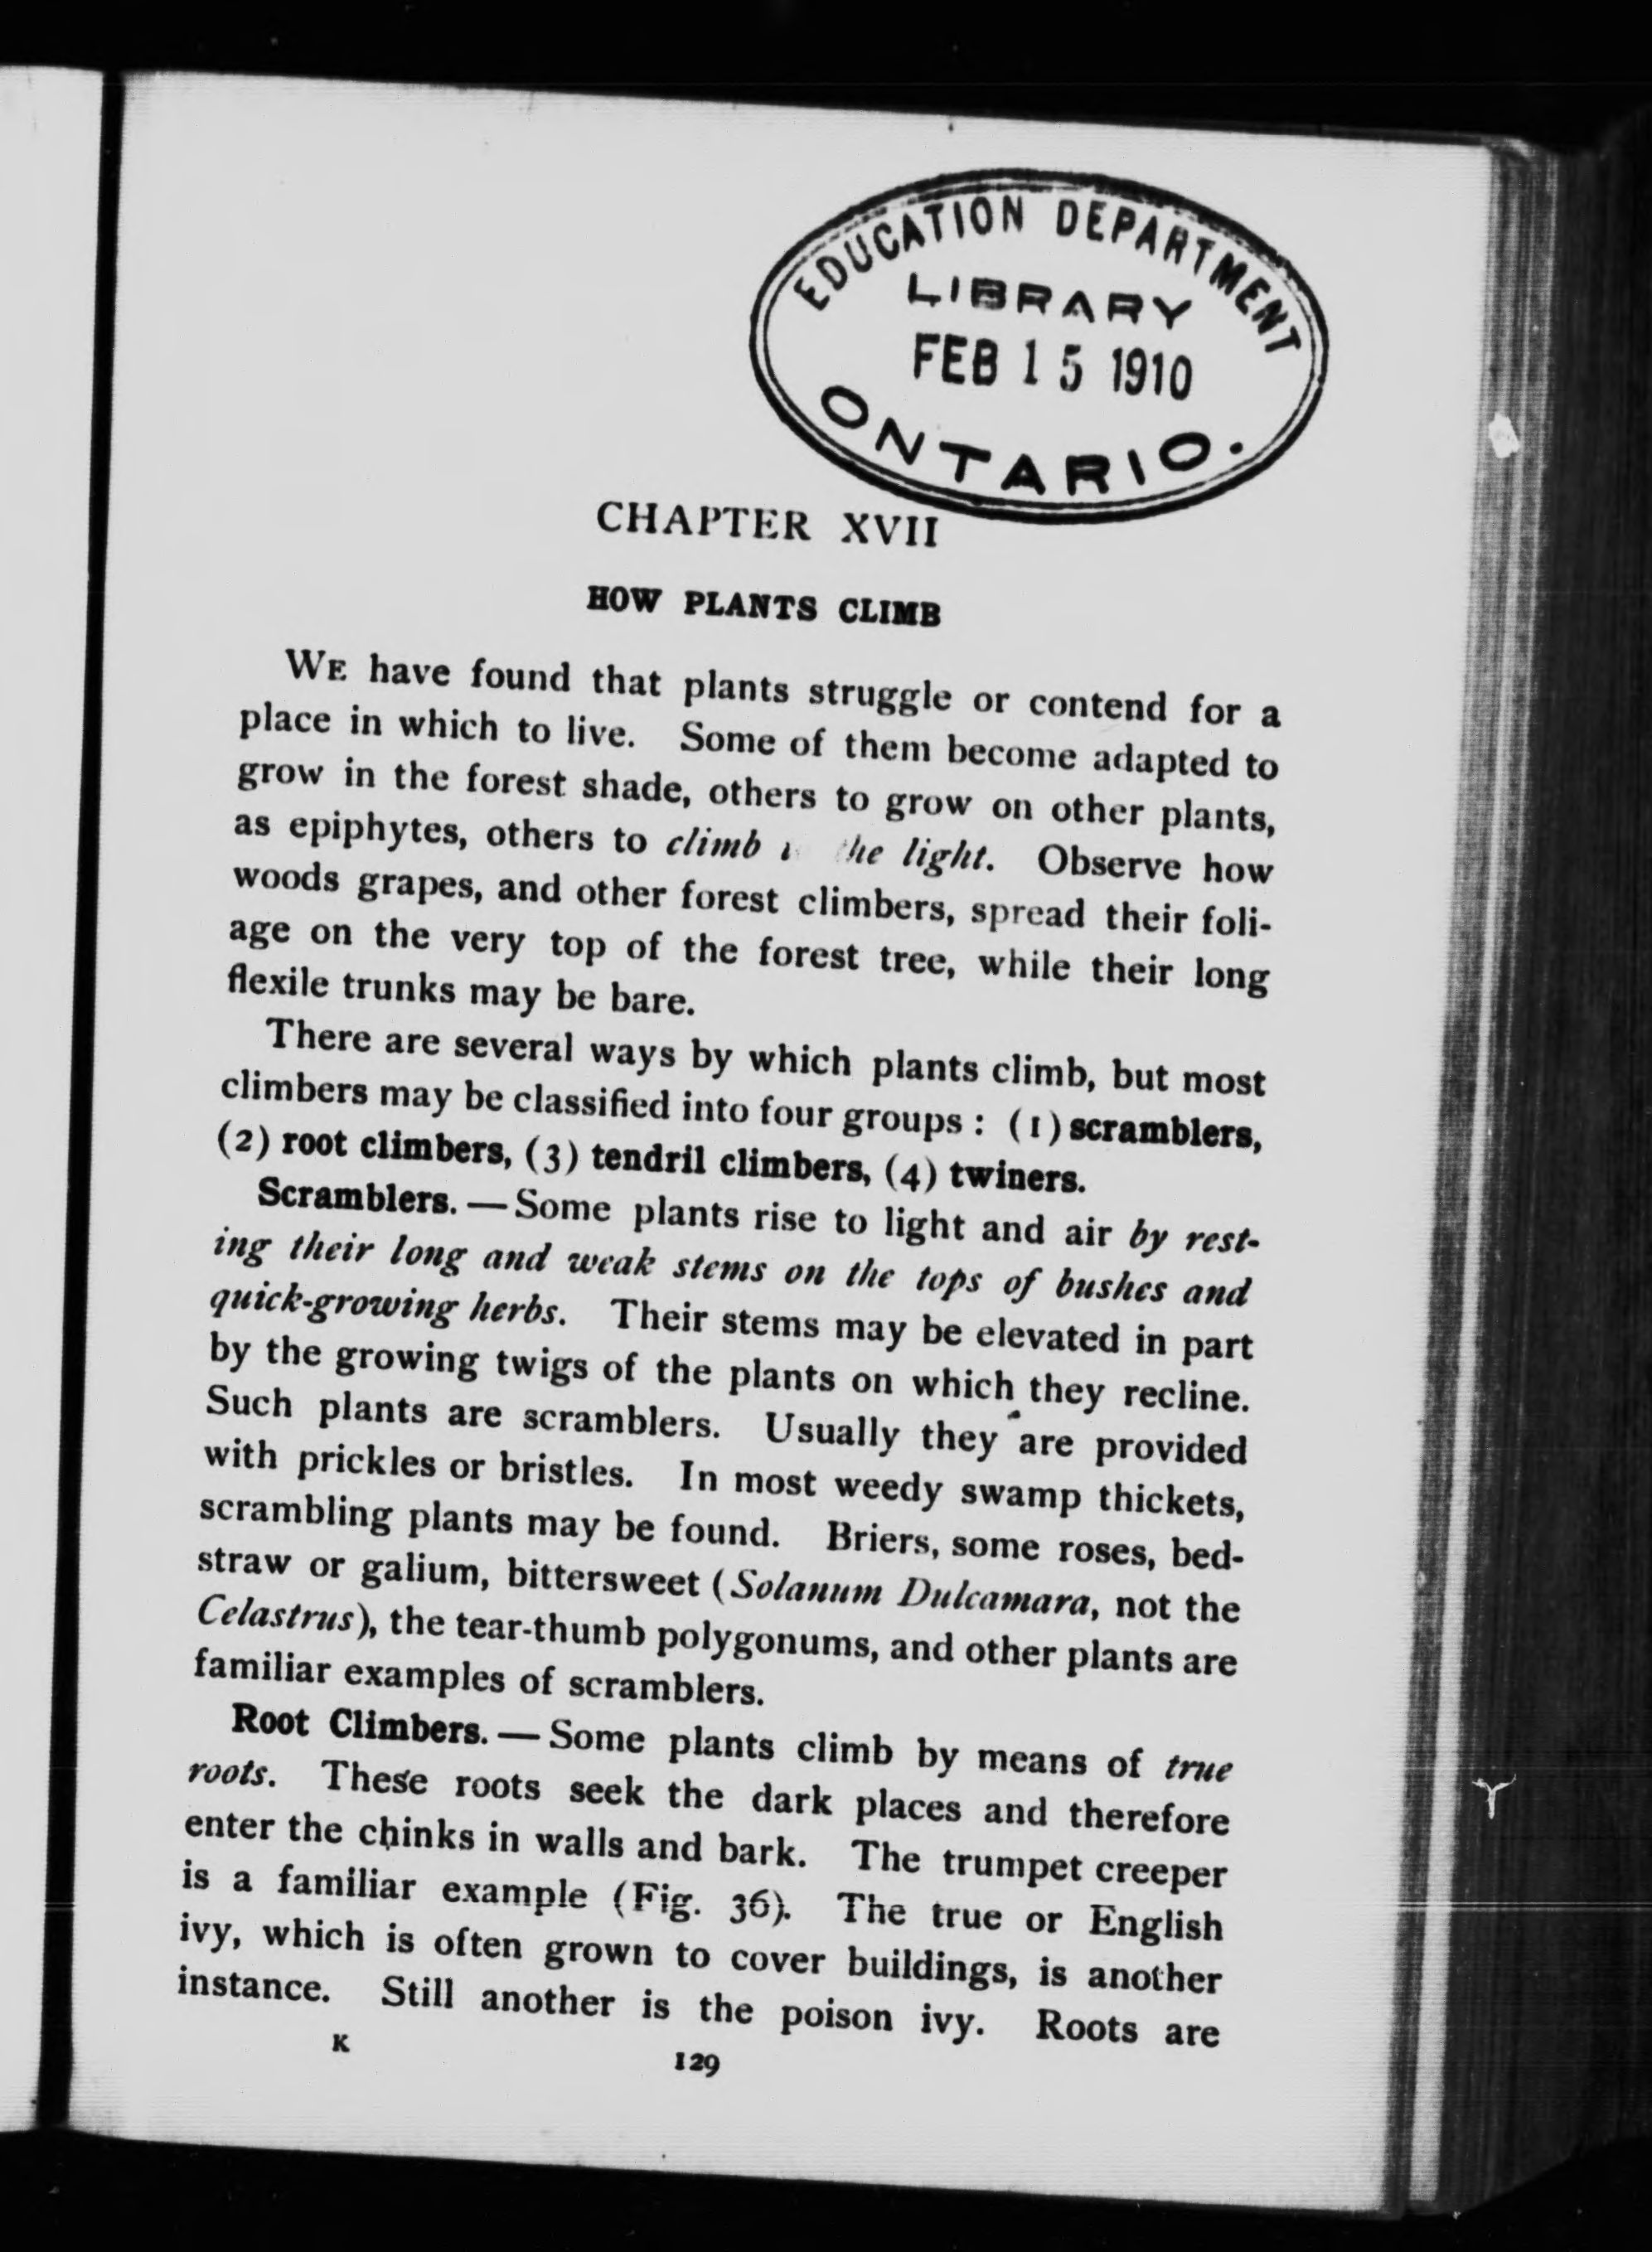 EDUCATION DEPARTMENT
LIBRARY
FEB 15 1910
ONTARIO.
CHAPTER XVII
HOW PLANTS CLIMB
WE have found that plants struggle or contend for a
place in which to live. Some of them become adapted to
grow in the forest shade, others to grow on other plants,
as epiphytes, others to climb the light. Observe how
woods grapes, and other forest climbers, spread their foli-
age on the very top of the forest tree, while their long
flexile trunks may be bare.
There are several ways by which plants climb, but most
climbers may be classified into four groups : (1) scramblers,
(2) root climbers, (3) tendril climbers, (4) twiners.
Scramblers. — Some plants rise to light and air by rest-
ing their long and weak stems on the tops of bushes and
quick-growing herbs. Their stems may be elevated in part
by the growing twigs of the plants on which they recline.
Such plants are scramblers. Usually they are provided
with prickles or bristles. In most weedy swamp thickets,
scrambling plants may be found. Briers, some roses, bed-
straw or galium, bittersweet (Solanum Dulcamara, not the
Celastrus), the tear-thumb polygonums, and other plants are
familiar examples of scramblers.
Root Climbers. — Some plants climb by means of true
roots. These roots seek the dark places and therefore
enter the chinks in walls and bark. The trumpet creeper
is a familiar example (Fig. 36). The true or English
ivy, which is often grown to cover buildings, is another
instance. Still another is the poison ivy. Roots are
K
129